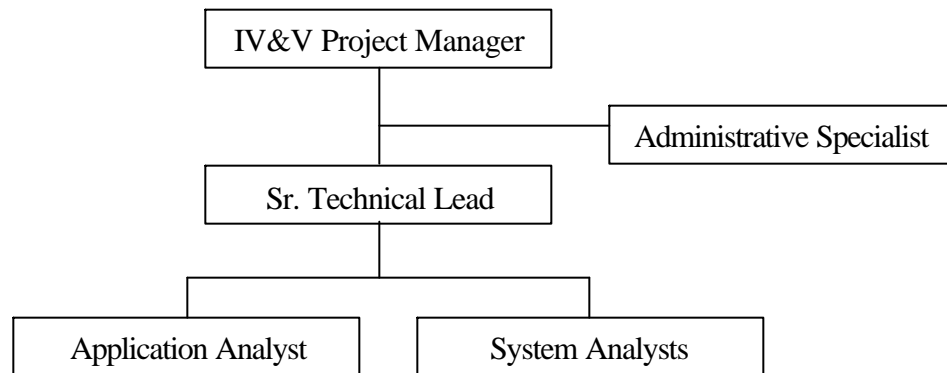 IV&V Project Manager
Administrative Specialist
Sr. Technical Lead
Application Analyst
System Analysts